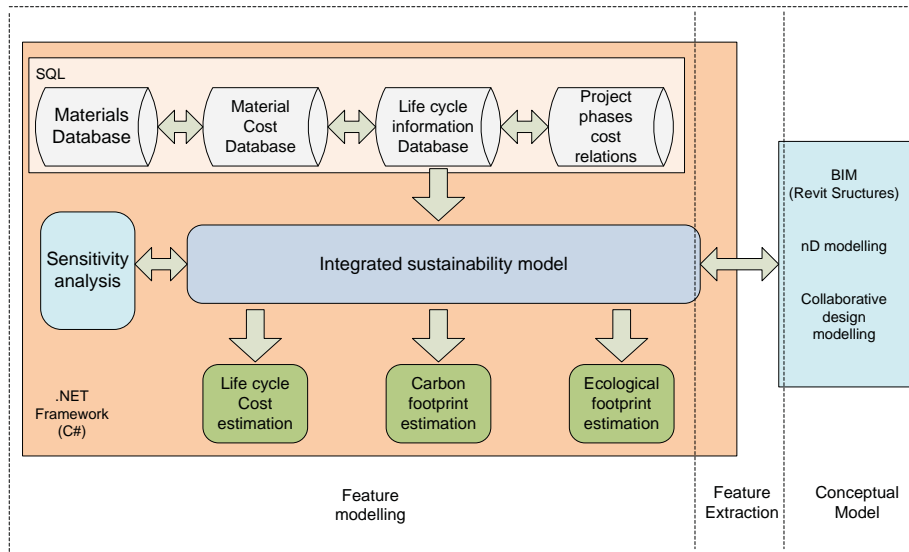 SQL
Materials
Database
Material
Cost
Database
Life cycle
information
Database
Project
phases
cost
relations
BIM
(Revit Sructures)
nD modelling
Collaborative
design
modelling
Sensitivity
analysis
Integrated sustainability model
.NET
Framework
(C#)
Life cycle
Cost
estimation
Carbon
footprint
estimation
Ecological
footprint
estimation
Feature
modelling
Feature
Extraction
Conceptual
Model